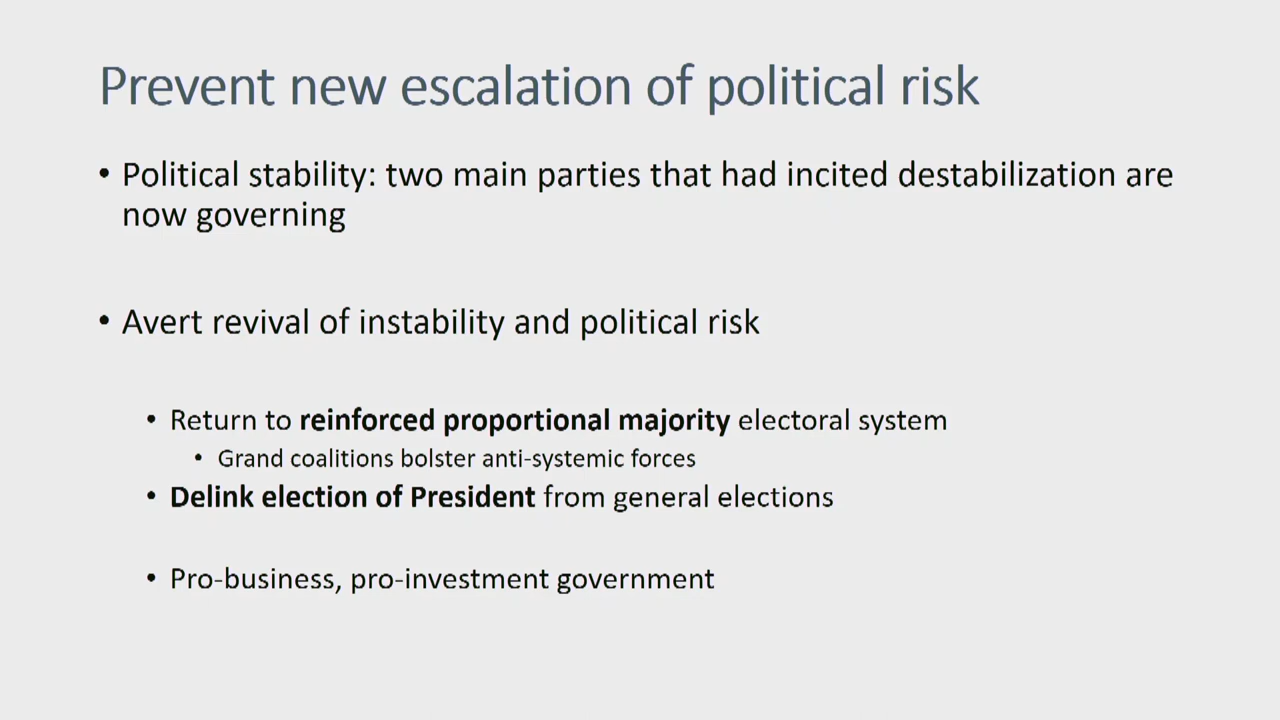 Prevent new escalation of political risk
• Political stability: two main parties that had incited destabilization are
now governing
• Avert revival of instability and political risk
• Return to reinforced proportional majority electoral system
• Grand coalitions bolster anti-systemic forces
• Delink election of President from general elections
• Pro-business, pro-investment government